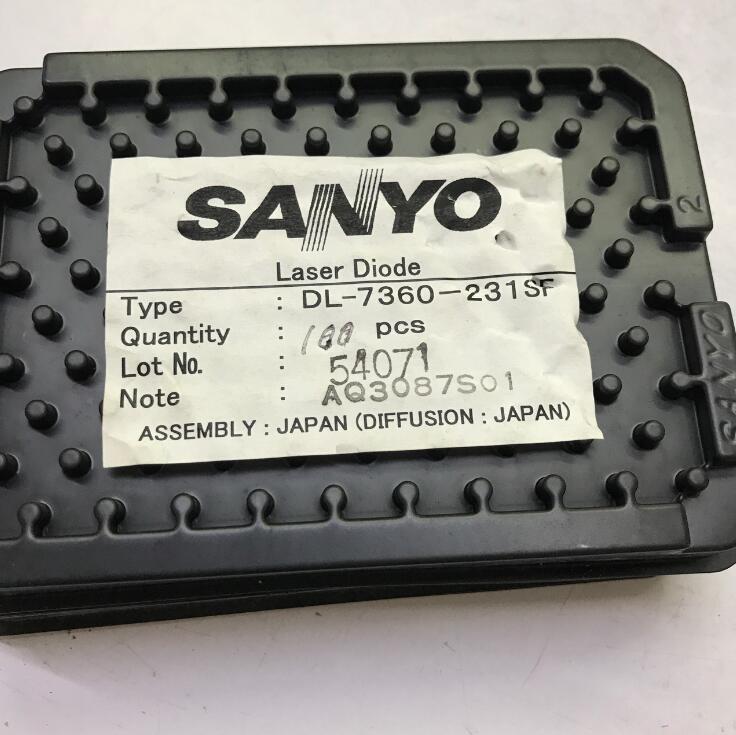 SANYO
Laser Diode
Type : DL-7360-231SF
Quantity : 100 pcs
Lot No. : 54071
Note : AQ3087S01
ASSEMBLY : JAPAN (DIFFUSION : JAPAN)
2
SANYO